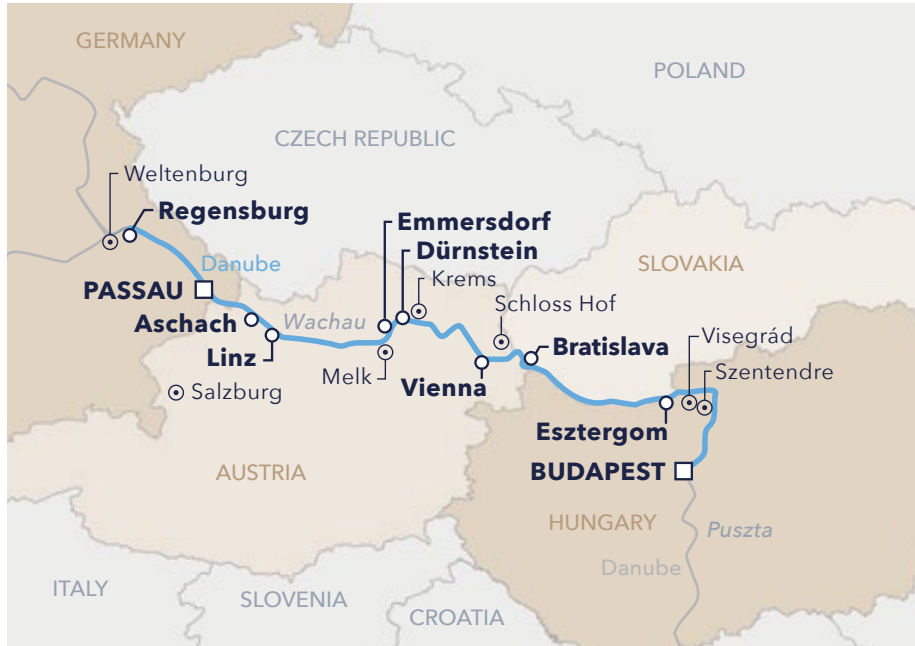 GERMANY
POLAND
CZECH REPUBLIC
Weltenburg
Regensburg
Emmersdorf
Dürnstein
Danube
SLOVAKIA
Krems
PASSAU
Schloss Hof
Wachau
Aschach
Visegrád
Linz
Bratislava
Melk
Szentendre
Vienna
Salzburg
Esztergom
AUSTRIA
BUDAPEST
HUNGARY
Puszta
Danube
ITALY
SLOVENIA
CROATIA